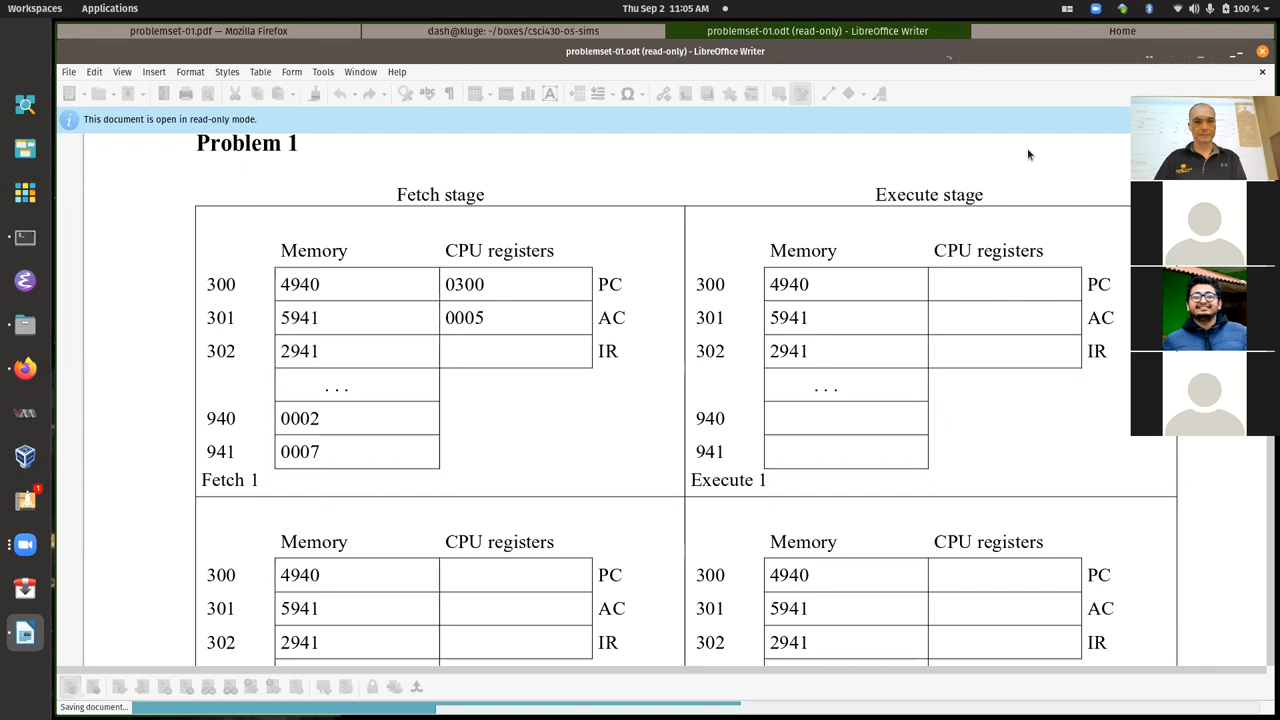 Workspaces Applications Thu Sep 2 11:05 AM 100 %
problemset-01.pdf — Mozilla Firefox dash@kluge: ~/boxes/csci430-os-sims problemset-01.odt (read-only) - LibreOffice Writer Home
problemset-01.odt (read-only) - LibreOffice Writer
File Edit View Insert Format Styles Table Form Tools Window Help
This document is open in read-only mode.
Problem 1
Fetch stage Execute stage
Memory CPU registers Memory CPU registers
300 4940 0300 PC 300 4940 PC
301 5941 0005 AC 301 5941 AC
302 2941 IR 302 2941 IR
... ...
940 0002 940
941 0007 941
Fetch 1 Execute 1
Memory CPU registers Memory CPU registers
300 4940 PC 300 4940 PC
301 5941 AC 301 5941 AC
302 2941 IR 302 2941 IR
Saving document...